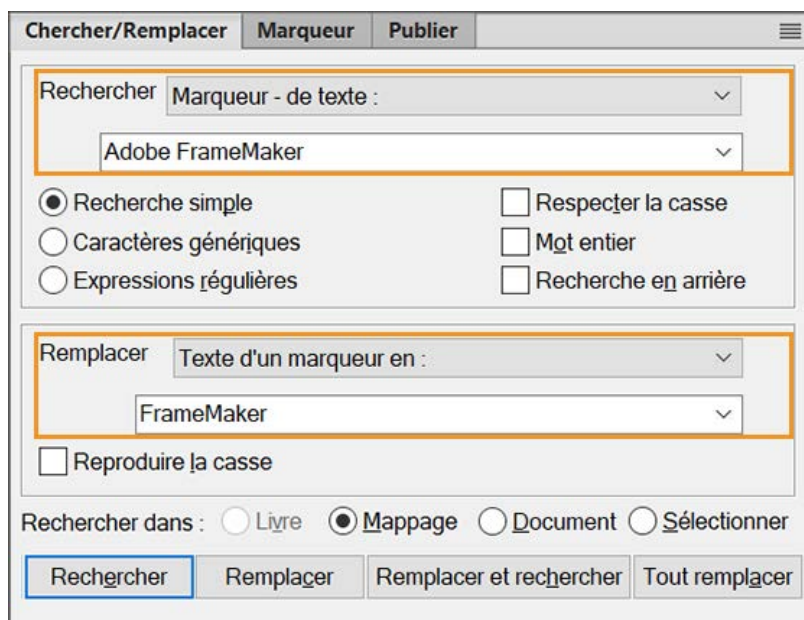 Chercher/Remplacer Marqueur Publier
Rechercher Marqueur - de texte :
Adobe FrameMaker
Recherche simple Respecter la casse
Caractères génériques Mot entier
Expressions régulières Recherche en arrière
Remplacer Texte d'un marqueur en :
FrameMaker
Reproduire la casse
Rechercher dans : Livre Mappage Document Sélectionner
Rechercher Remplacer Remplacer et rechercher Tout remplacer